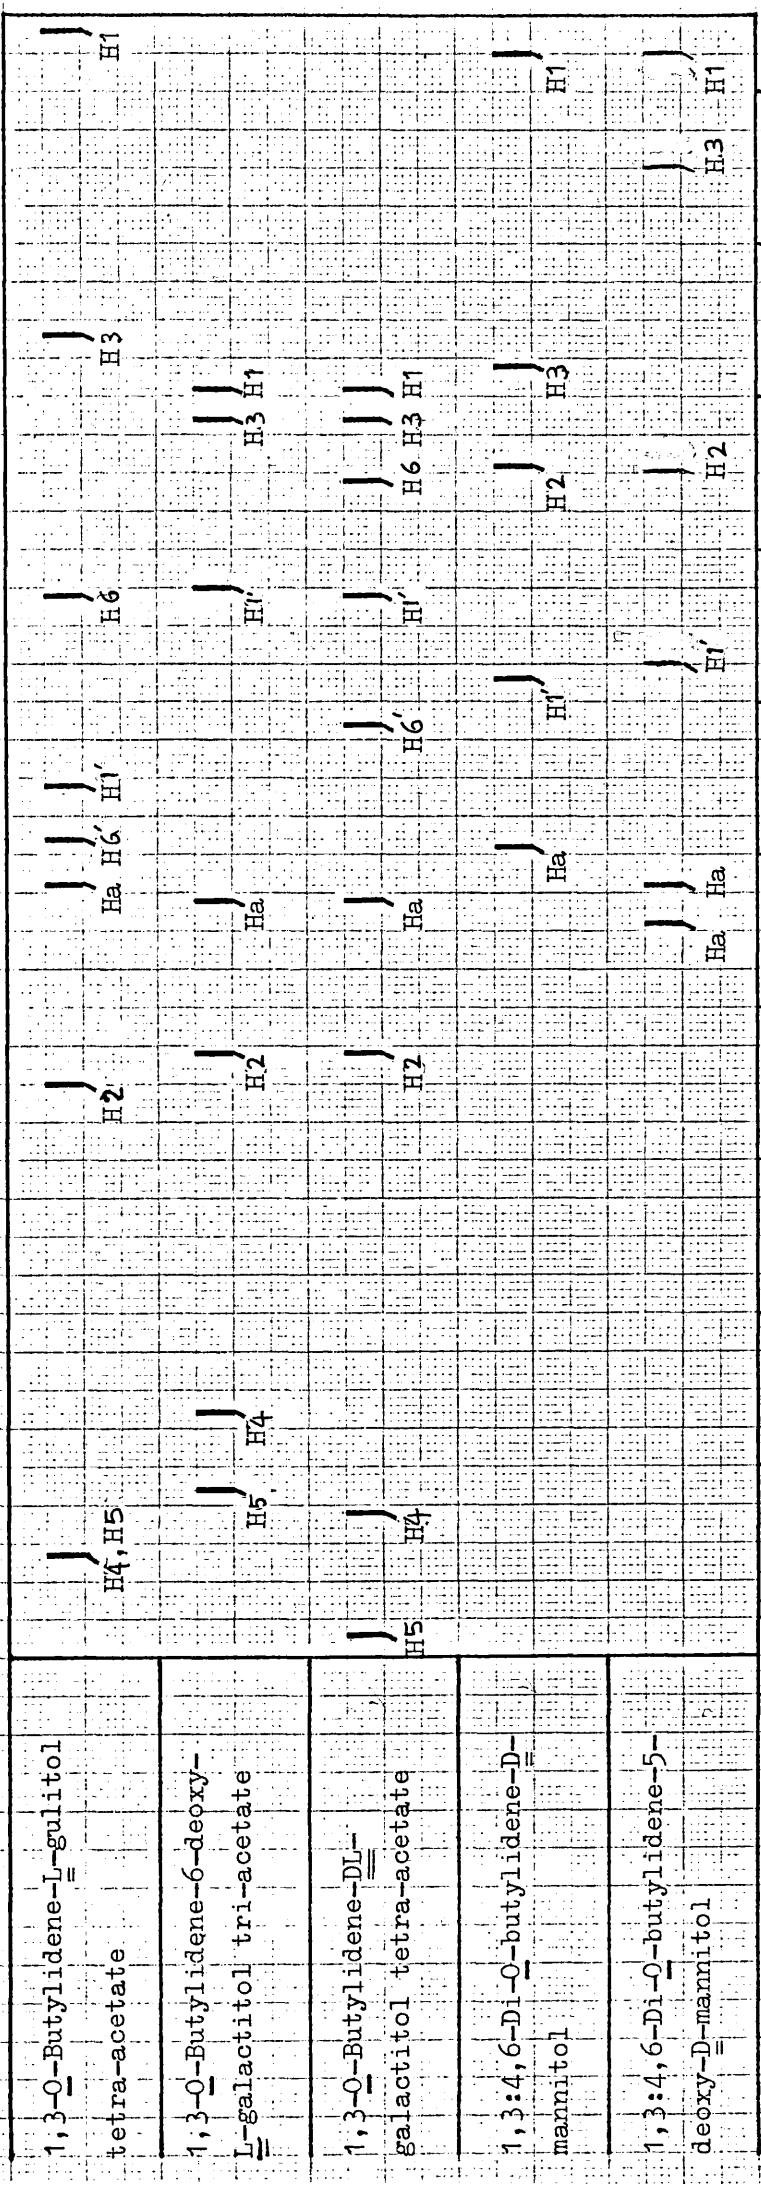 1,3-O-Butylidene-L-gulitol
tetra-acetate
H4,H5 H2 Ha H6' H1' H6 H3 H1
1,3-O-Butylidene-6-deoxy-
L-galactitol tri-acetate
H5 H4 H2 Ha H1' H3 H1
1,3-O-Butylidene-DL-
galactitol tetra-acetate
H5 H4 H2 Ha H6' H1' H6 H3 H1
1,3:4,6-Di-O-butylidene-D-
mannitol
Ha H1' H2 H3 H1
1,3:4,6-Di-O-butylidene-5-
deoxy-D-mannitol
Ha Ha H1' H2 H3 H1